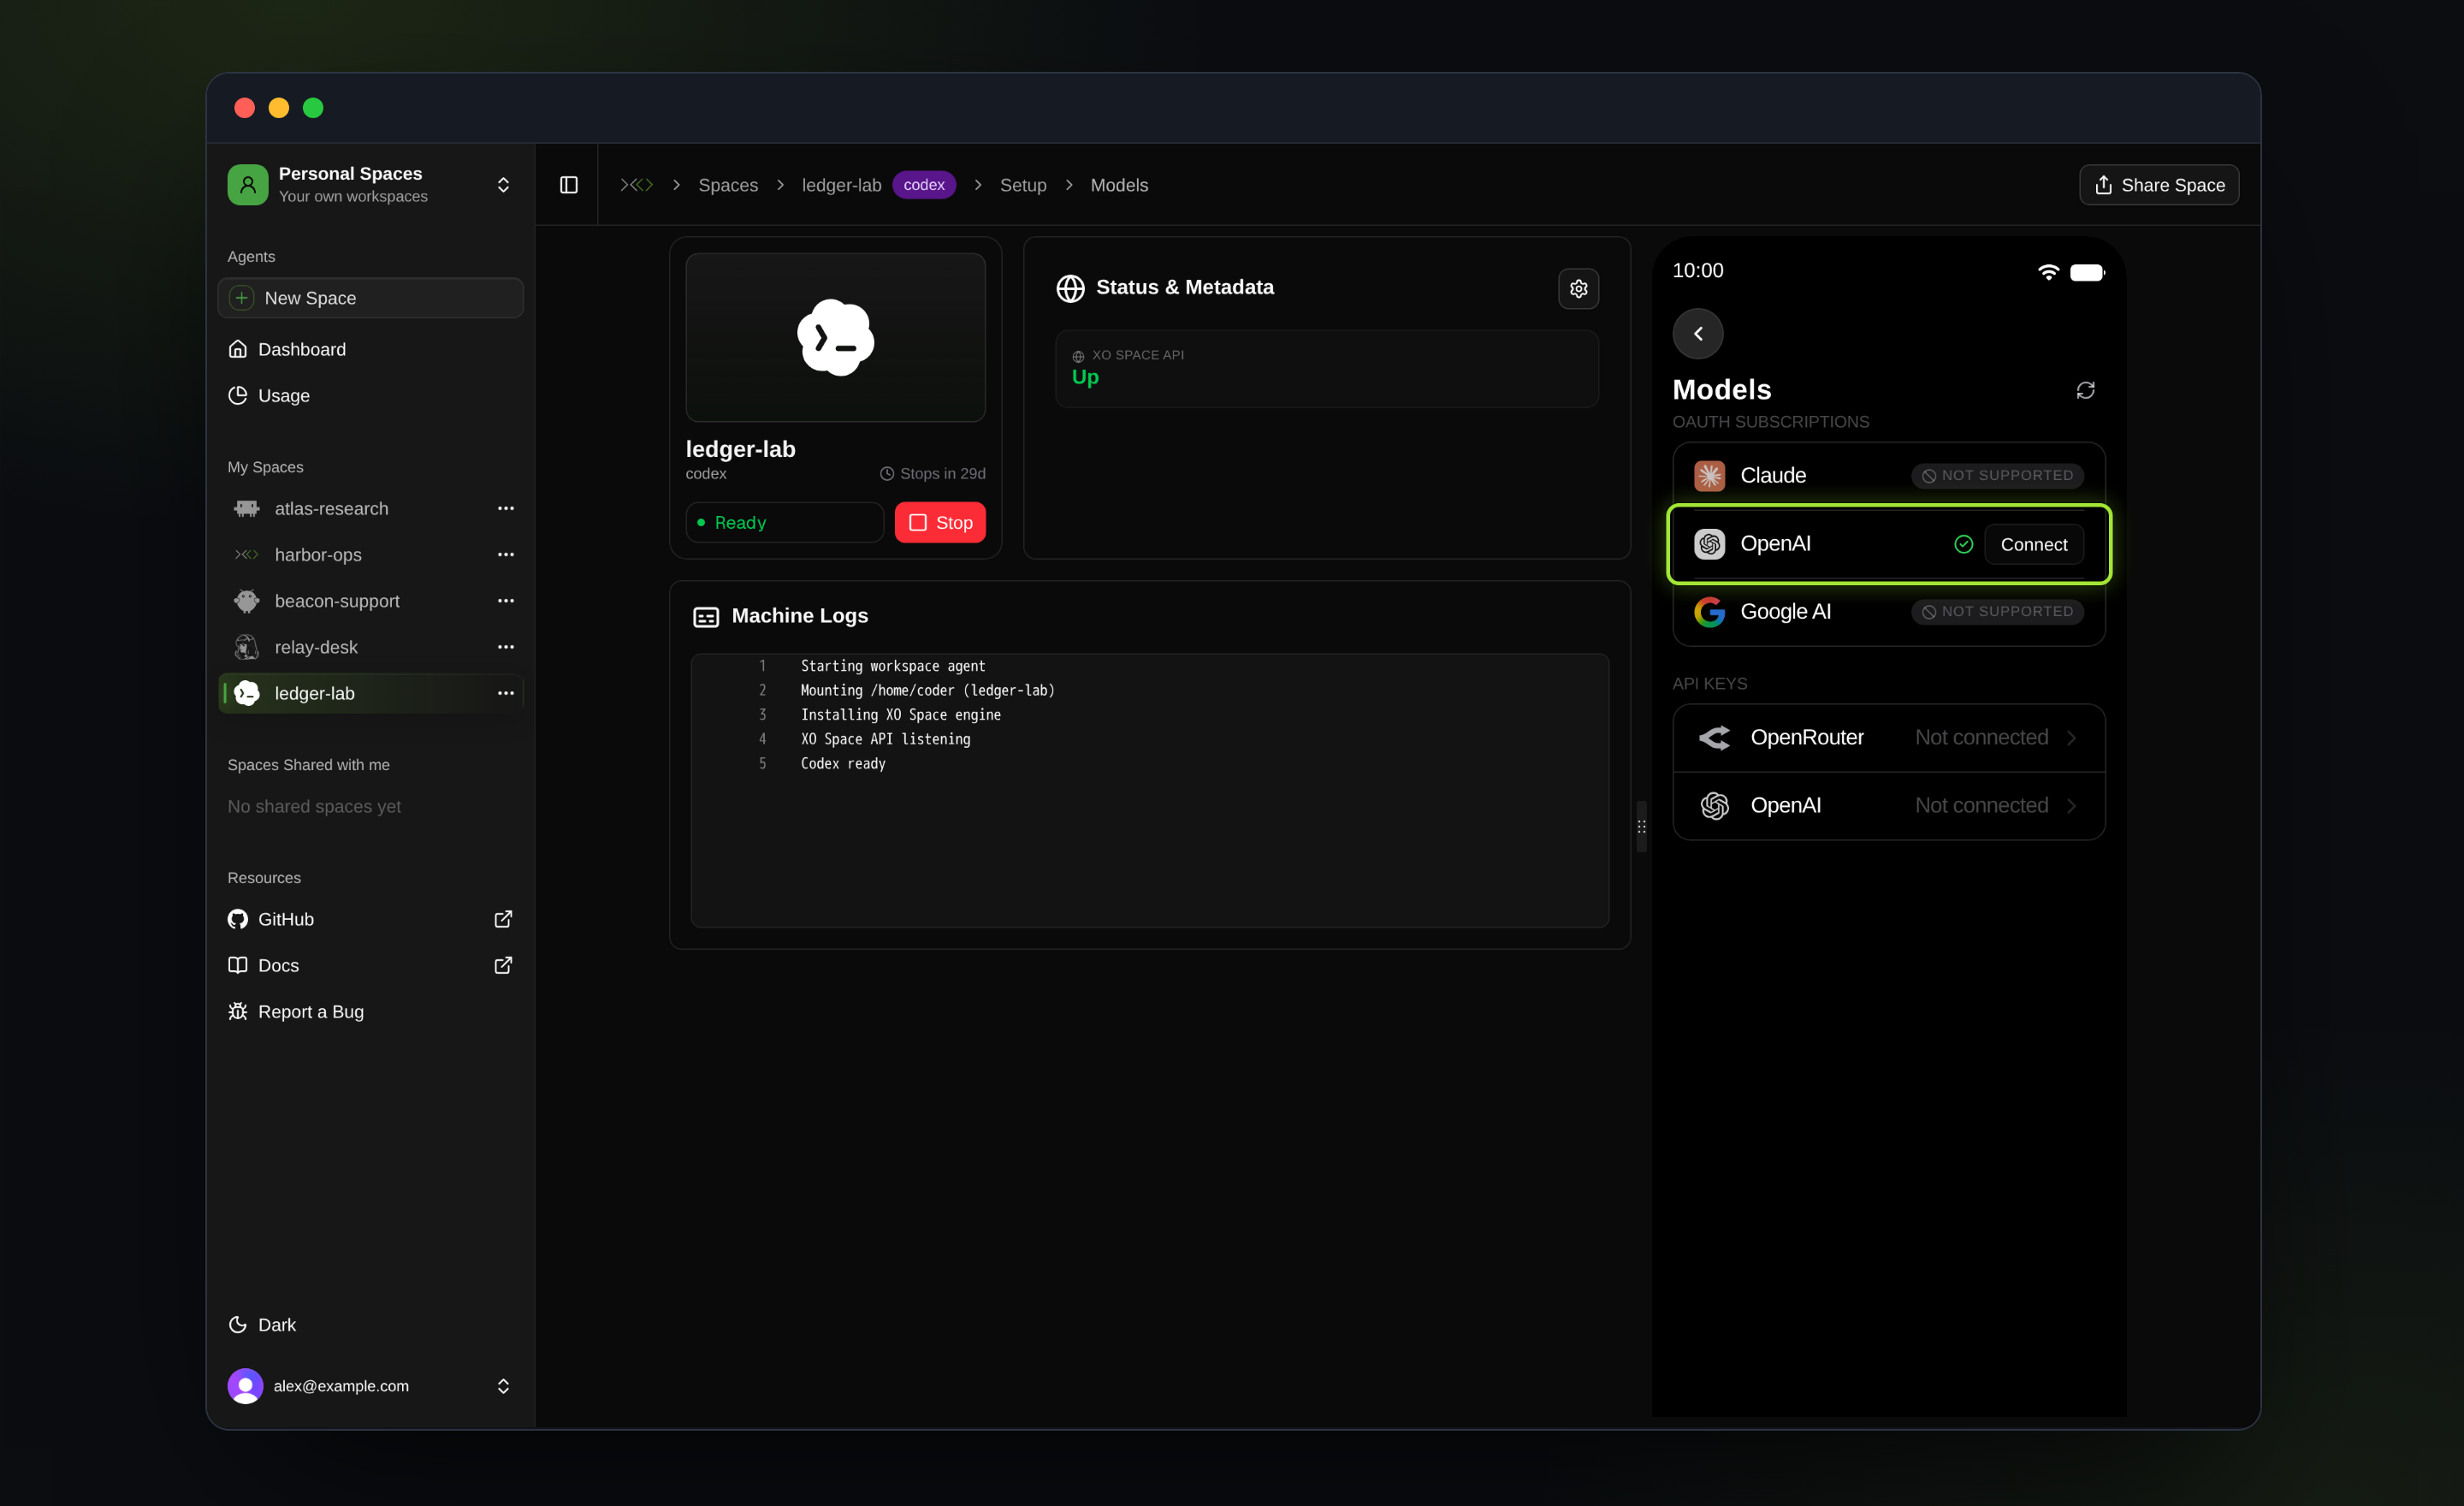 Personal Spaces
Your own workspaces
Agents
New Space
Dashboard
Usage
My Spaces
atlas-research
harbor-ops
beacon-support
relay-desk
ledger-lab
Spaces Shared with me
No shared spaces yet
Resources
GitHub
Docs
Report a Bug
Dark
alex@example.com
Spaces
ledger-lab codex
Setup
Models
Share Space
ledger-lab
codex
Stops in 29d
Ready
Stop
Status & Metadata
XO SPACE API
Up
Machine Logs
1 Starting workspace agent
2 Mounting /home/coder (ledger-lab)
3 Installing XO Space engine
4 XO Space API listening
5 Codex ready
10:00
Models
OAUTH SUBSCRIPTIONS
Claude NOT SUPPORTED
OpenAI Connect
Google AI NOT SUPPORTED
API KEYS
OpenRouter Not connected
OpenAI Not connected